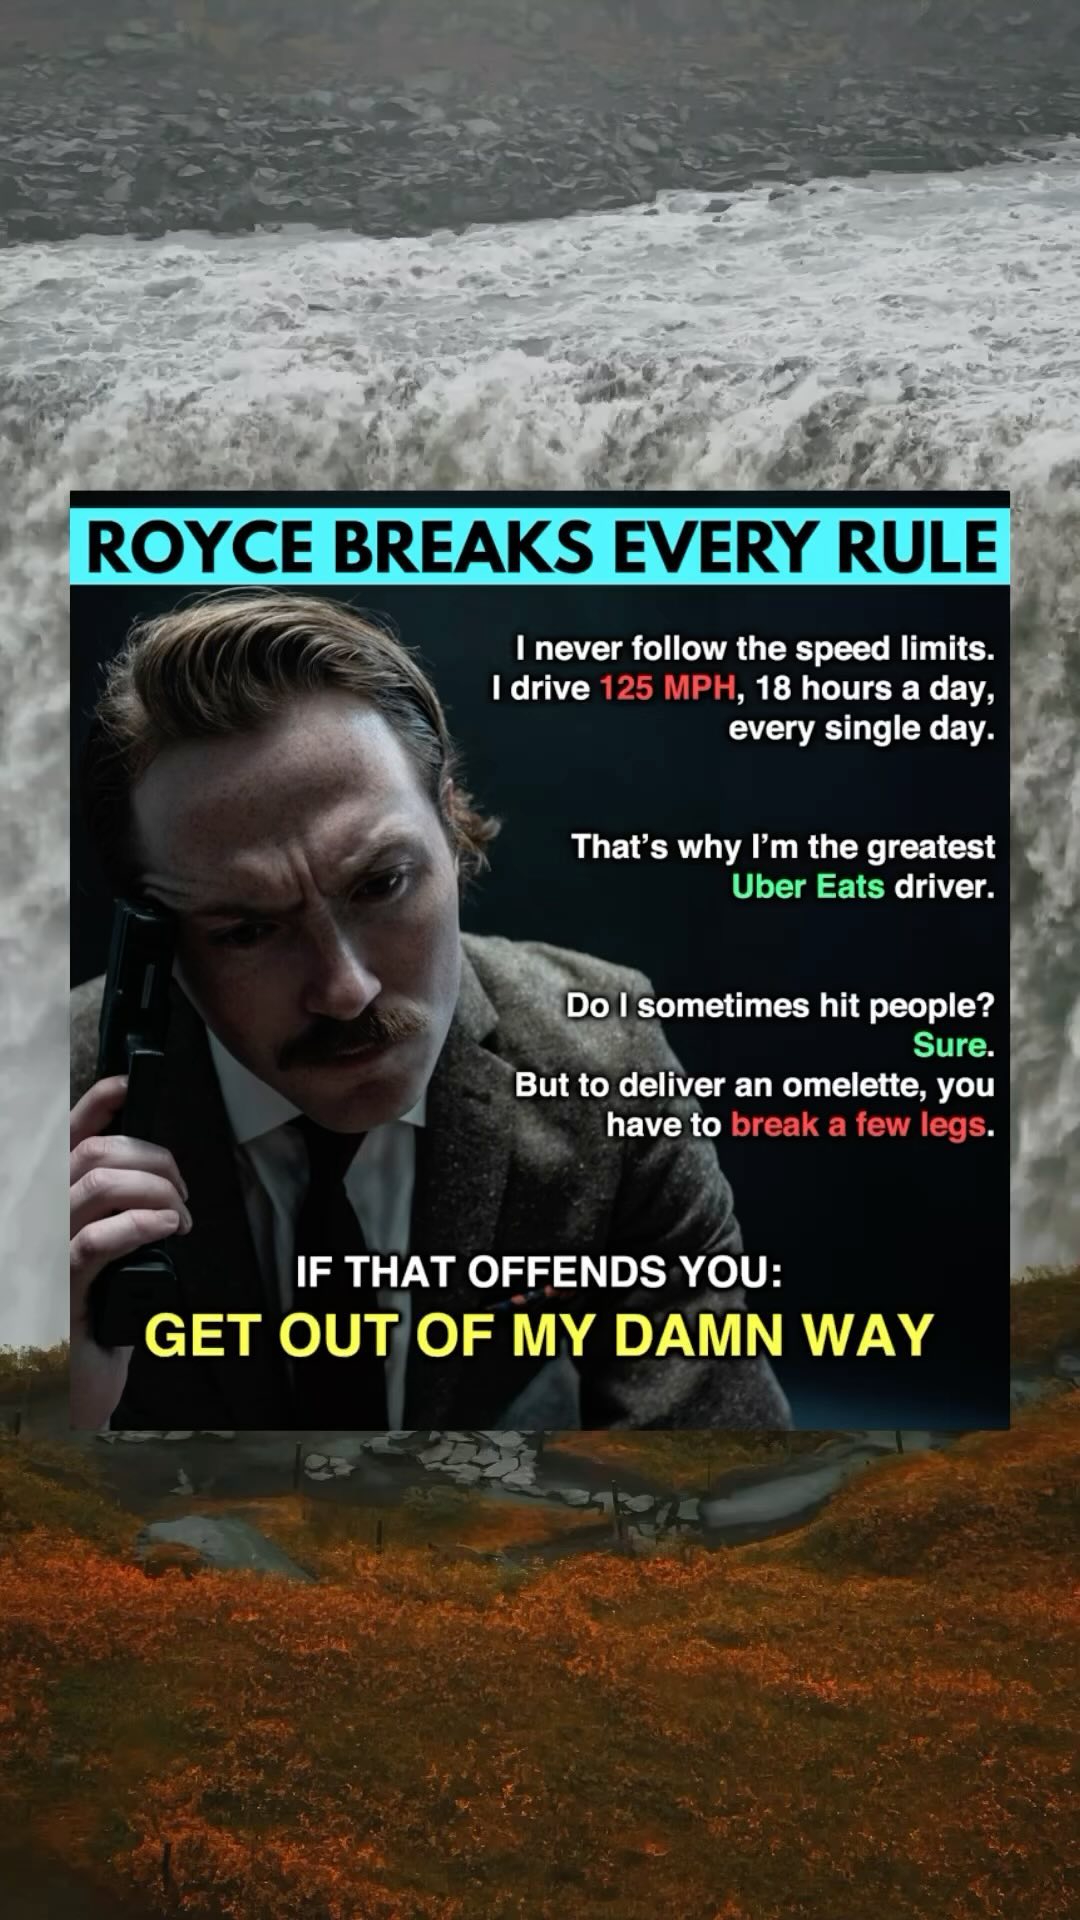 ROYCE BREAKS EVERY RULE
I never follow the speed limits.
I drive 125 MPH, 18 hours a day,
every single day.
That’s why I’m the greatest
Uber Eats driver.
Do I sometimes hit people?
Sure.
But to deliver an omelette, you
have to break a few legs.
IF THAT OFFENDS YOU:
GET OUT OF MY DAMN WAY